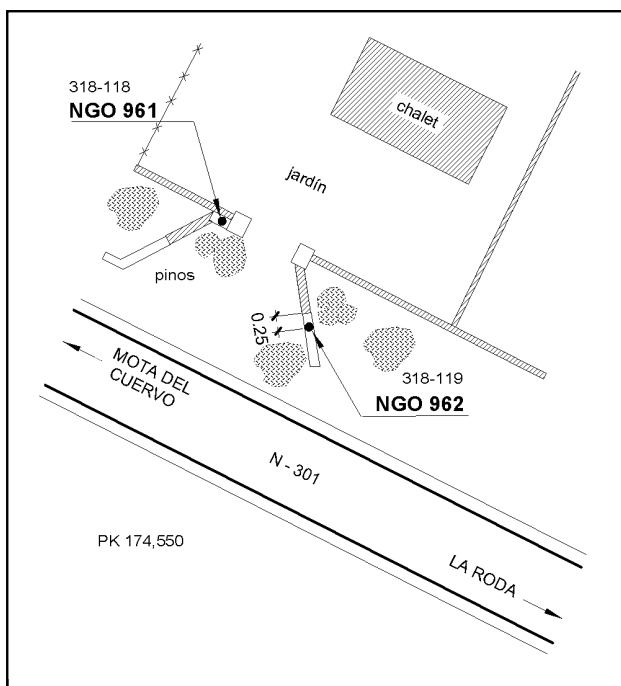 318-118
NGO 961
chalet
jardín
pinos
0.25
318-119
NGO 962
MOTA DEL
CUERVO
N - 301
PK 174,550
LA RODA